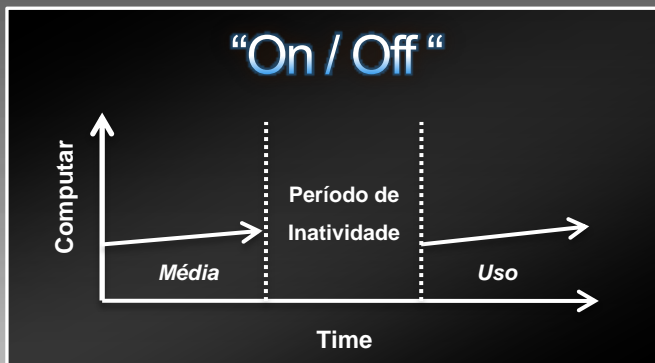 “On / Off “
Computar
Período de
Inatividade
Média
Uso
Time